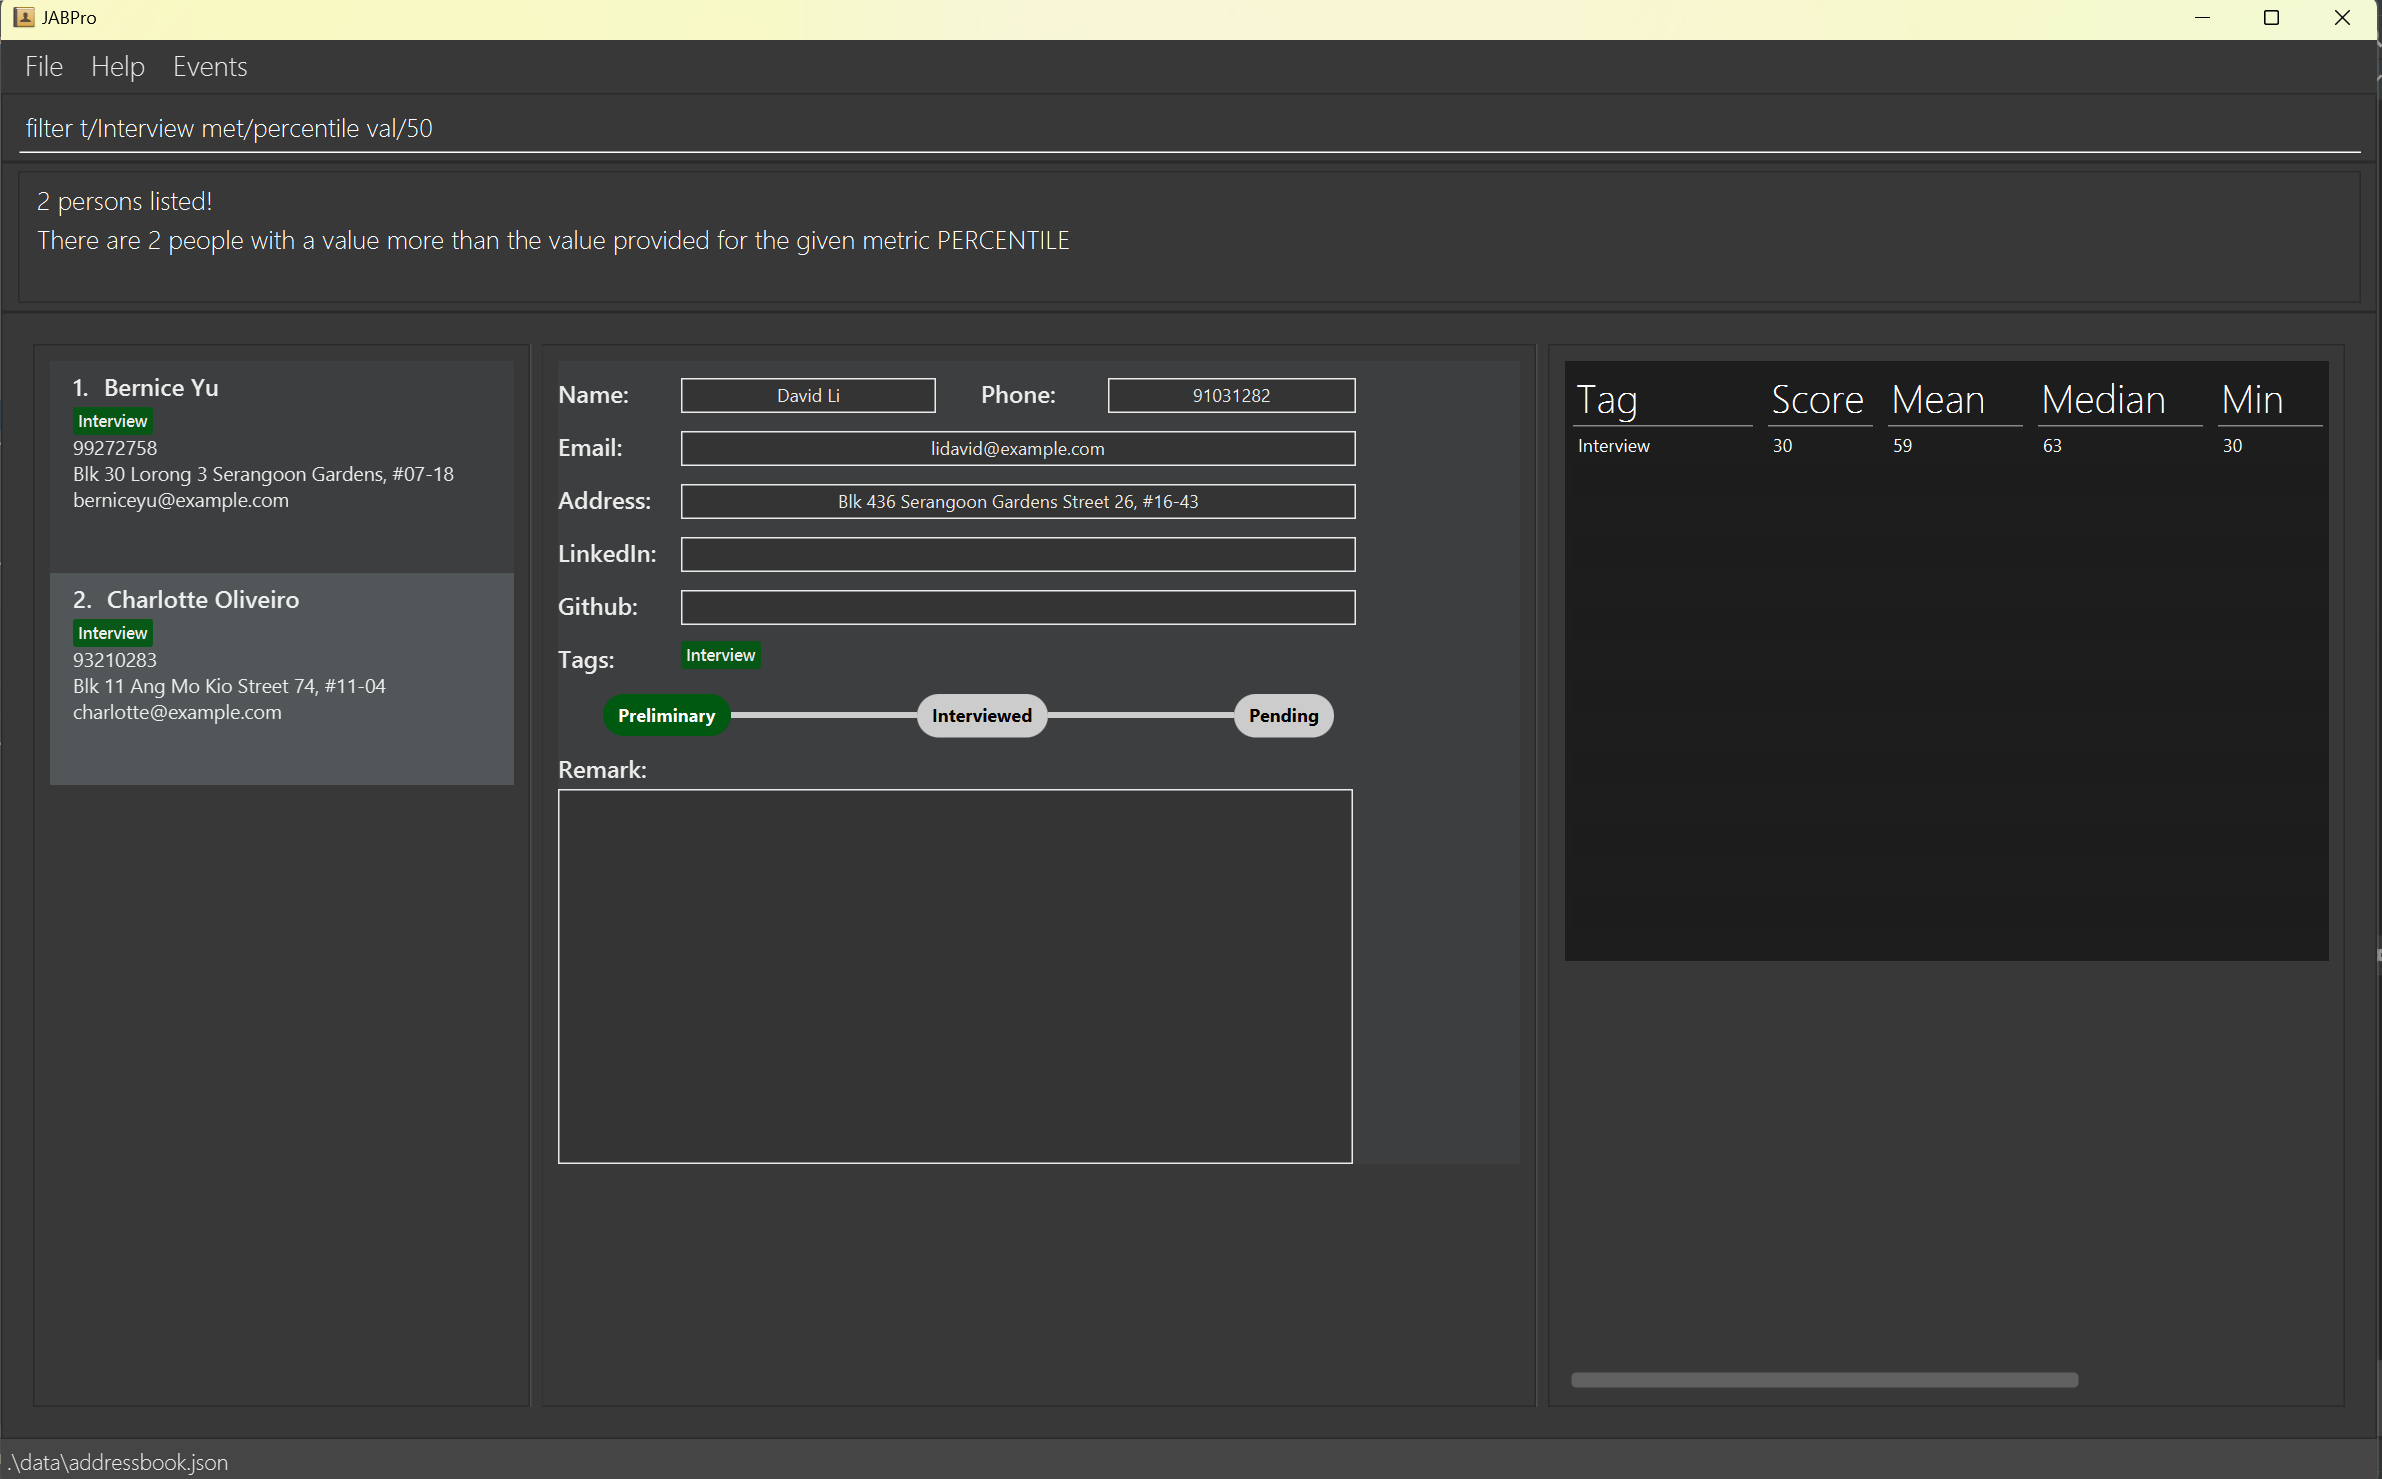 JABPro
File Help Events
filter t/Interview met/percentile val/50
2 persons listed!
There are 2 people with a value more than the value provided for the given metric PERCENTILE
1. Bernice Yu
Interview
99272758
Blk 30 Lorong 3 Serangoon Gardens, #07-18
berniceyu@example.com
2. Charlotte Oliveiro
Interview
93210283
Blk 11 Ang Mo Kio Street 74, #11-04
charlotte@example.com
Name: David Li Phone: 91031282
Email: lidavid@example.com
Address: Blk 436 Serangoon Gardens Street 26, #16-43
LinkedIn:
Github:
Tags: Interview
Preliminary Interviewed Pending
Remark:
Tag Score Mean Median Min
Interview 30 59 63 30
.\data\addressbook.json